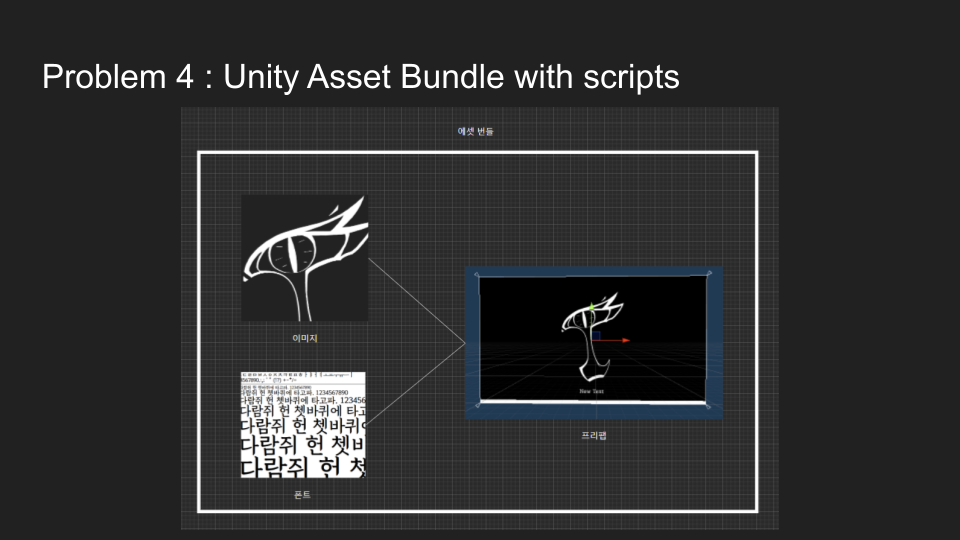 Problem 4 : Unity Asset Bundle with scripts
에셋 번들
이미지
다람쥐 헌 쳇바퀴에 타고파. 1234567890
다람쥐 헌 쳇바퀴에 타고파. 123456
다람쥐 헌 쳇바퀴에 타고
다람쥐 헌 쳇바퀴
다람쥐 헌 쳇ㅂ
다람쥐 헌 쳇
폰트
New Text
프리팹